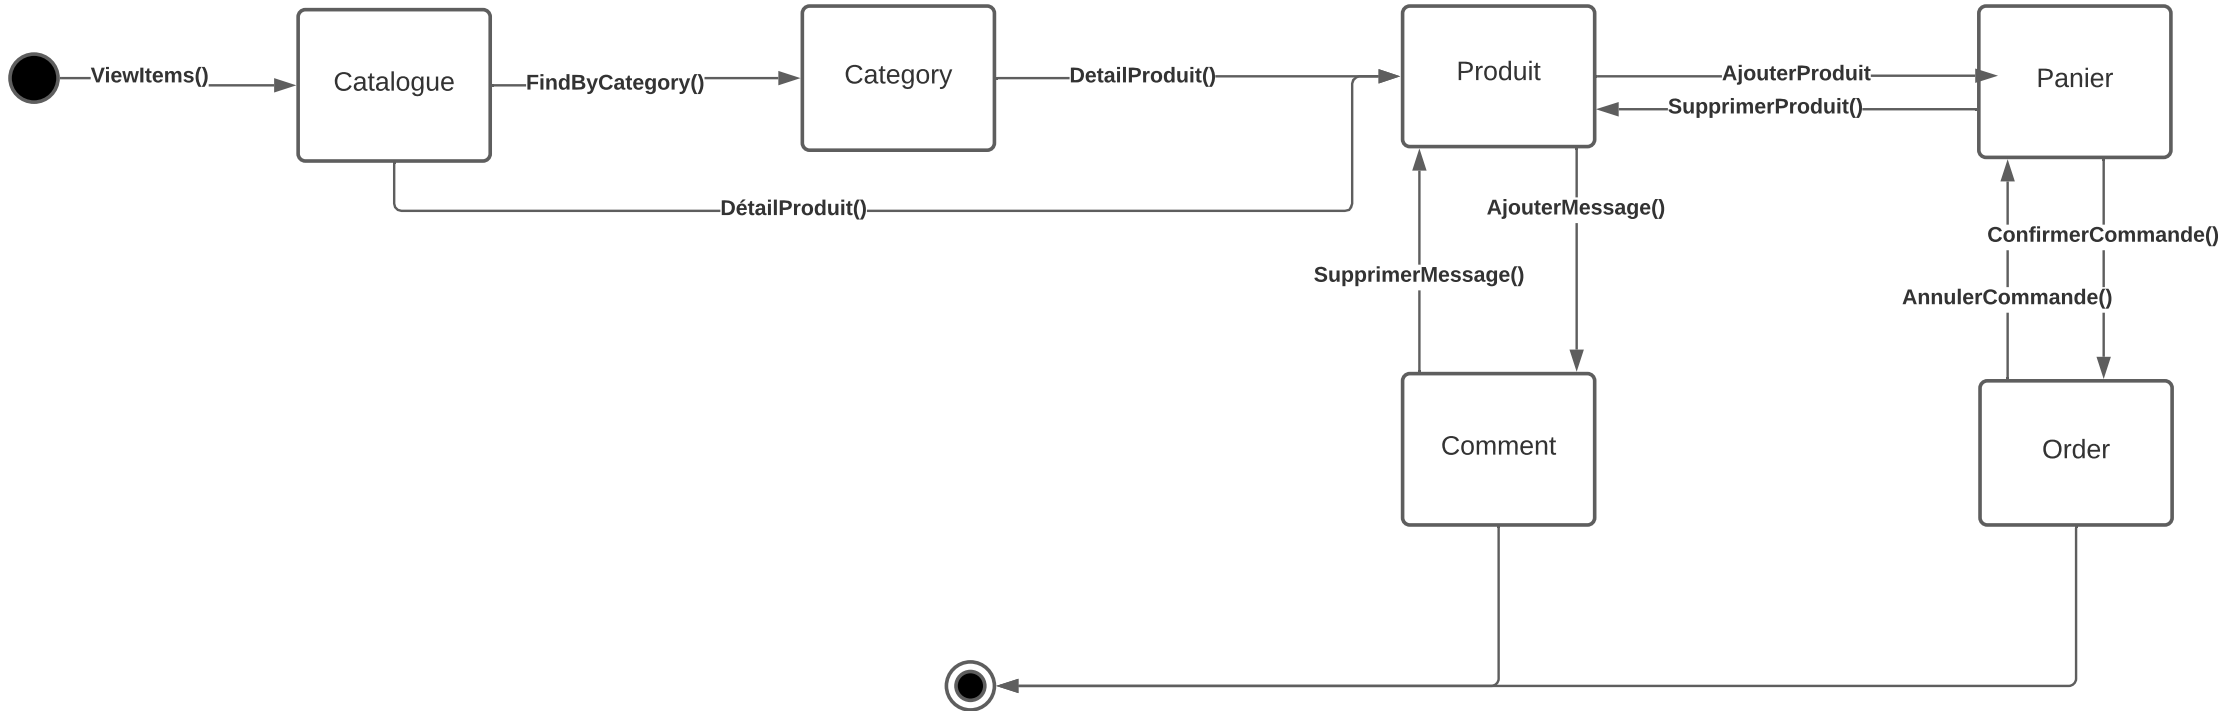 ViewItems()
Catalogue
FindByCategory()
Category
DetailProduit()
Produit
AjouterProduit
Panier
SupprimerProduit()
DétailProduit()
AjouterMessage()
SupprimerMessage()
ConfirmerCommande()
AnnulerCommande()
Comment
Order